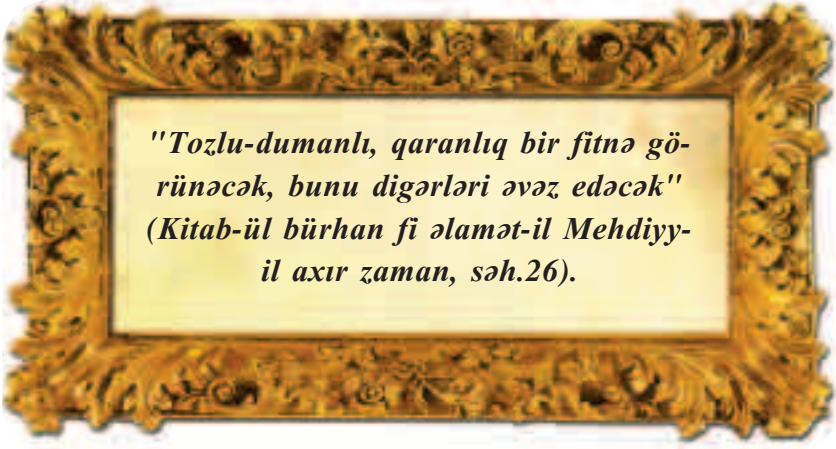 "Tozlu-dumanlı, qaranlıq bir fitnə gö-
rünəcək, bunu digərləri əvəz edəcək"
(Kitab-ül bürhan fi əlamət-il Mehdiyy-
il axır zaman, səh.26).